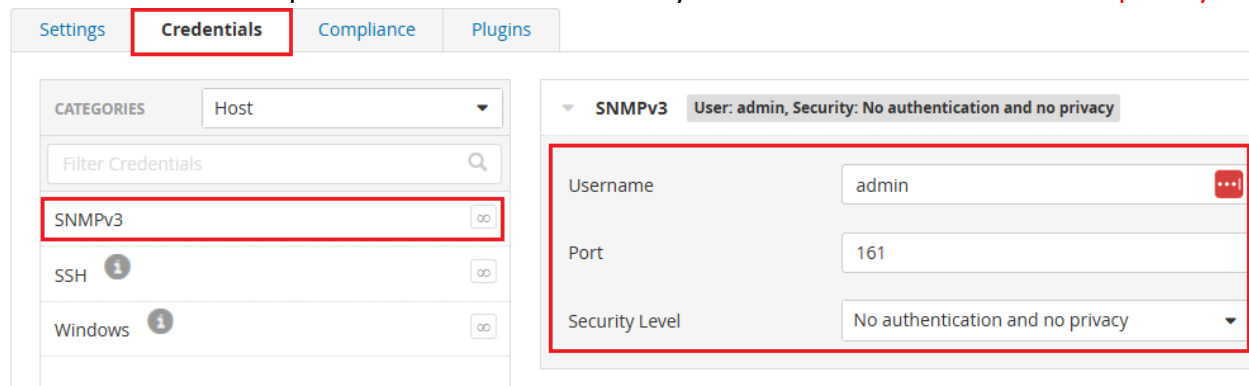 Settings Credentials Compliance Plugins
CATEGORIES Host
Filter Credentials
SNMPv3 ∞
SSH ∞
Windows ∞
SNMPv3 User: admin, Security: No authentication and no privacy
Username admin
Port 161
Security Level No authentication and no privacy